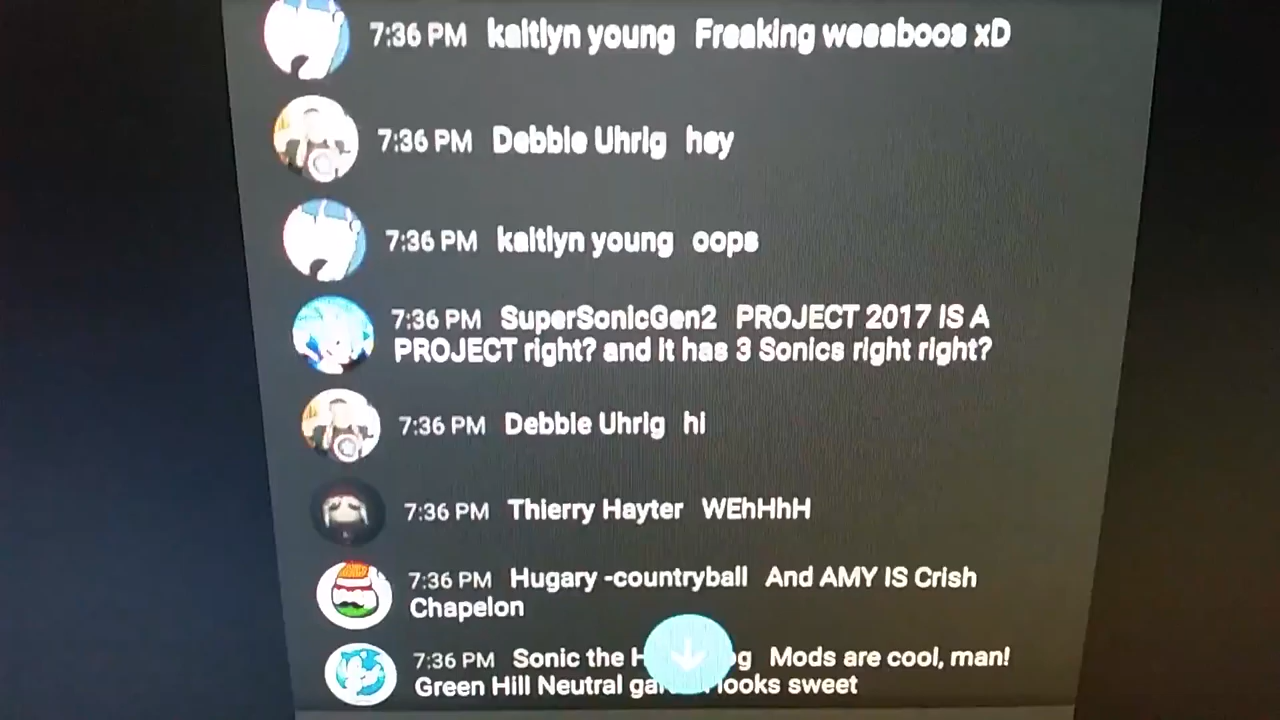 7:36 PM kaitlyn young Freaking weeaboos xD
7:36 PM Debbie Uhrig hey
7:36 PM kaitlyn young oops
7:36 PM SuperSonicGen2 PROJECT 2017 IS A
PROJECT right? and it has 3 Sonics right right?
7:36 PM Debbie Uhrig hi
7:36 PM Thierry Hayter WEhHhH
7:36 PM Hugary -countryball And AMY IS Crish
Chapelon
7:36 PM Sonic the Mods are cool, man!
Green Hill Neutral looks sweet